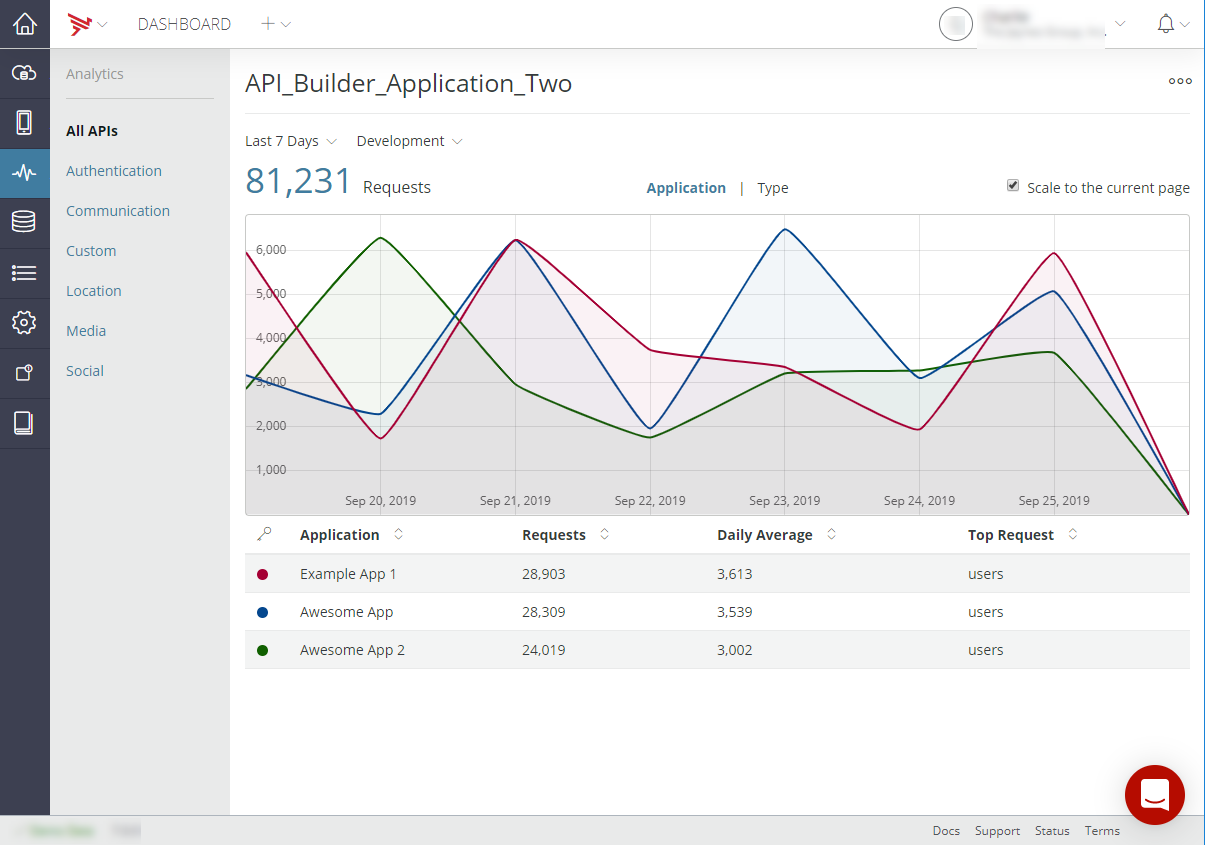 DASHBOARD
Analytics
All APIs
Authentication
Communication
Custom
Location
Media
Social
API_Builder_Application_Two
Last 7 Days
Development
81,231 Requests
Application | Type
Scale to the current page
6,000
5,000
4,000
3,000
2,000
1,000
Sep 20, 2019 Sep 21, 2019 Sep 22, 2019 Sep 23, 2019 Sep 24, 2019 Sep 25, 2019
Application Requests Daily Average Top Request
Example App 1 28,903 3,613 users
Awesome App 28,309 3,539 users
Awesome App 2 24,019 3,002 users
Docs Support Status Terms